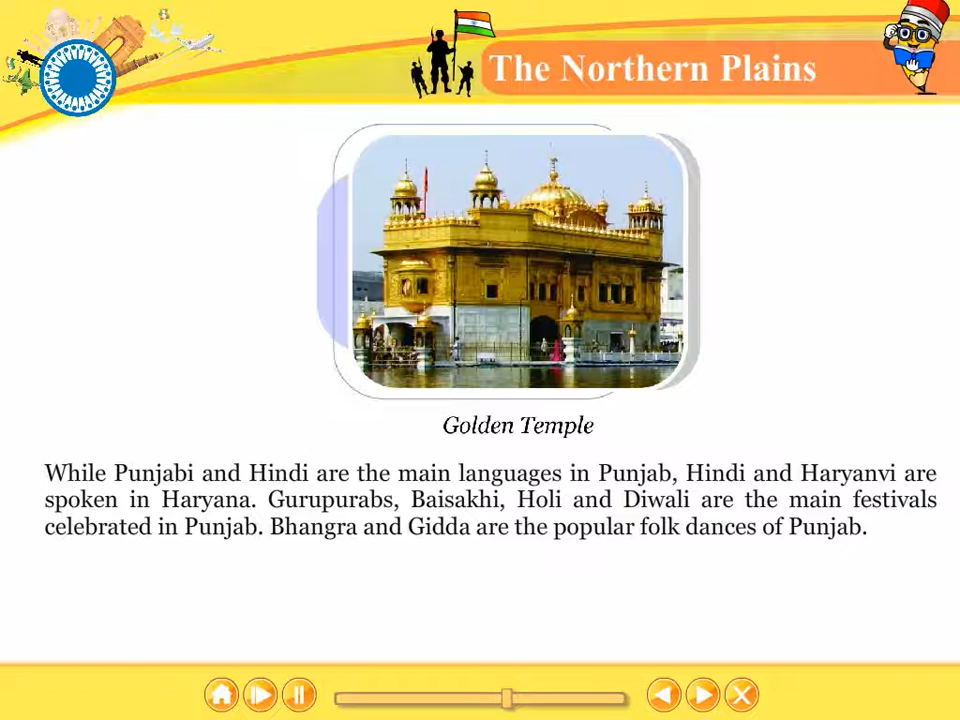 The Northern Plains
Golden Temple
While Punjabi and Hindi are the main languages in Punjab, Hindi and Haryanvi are
spoken in Haryana. Gurupurabs, Baisakhi, Holi and Diwali are the main festivals
celebrated in Punjab. Bhangra and Gidda are the popular folk dances of Punjab.